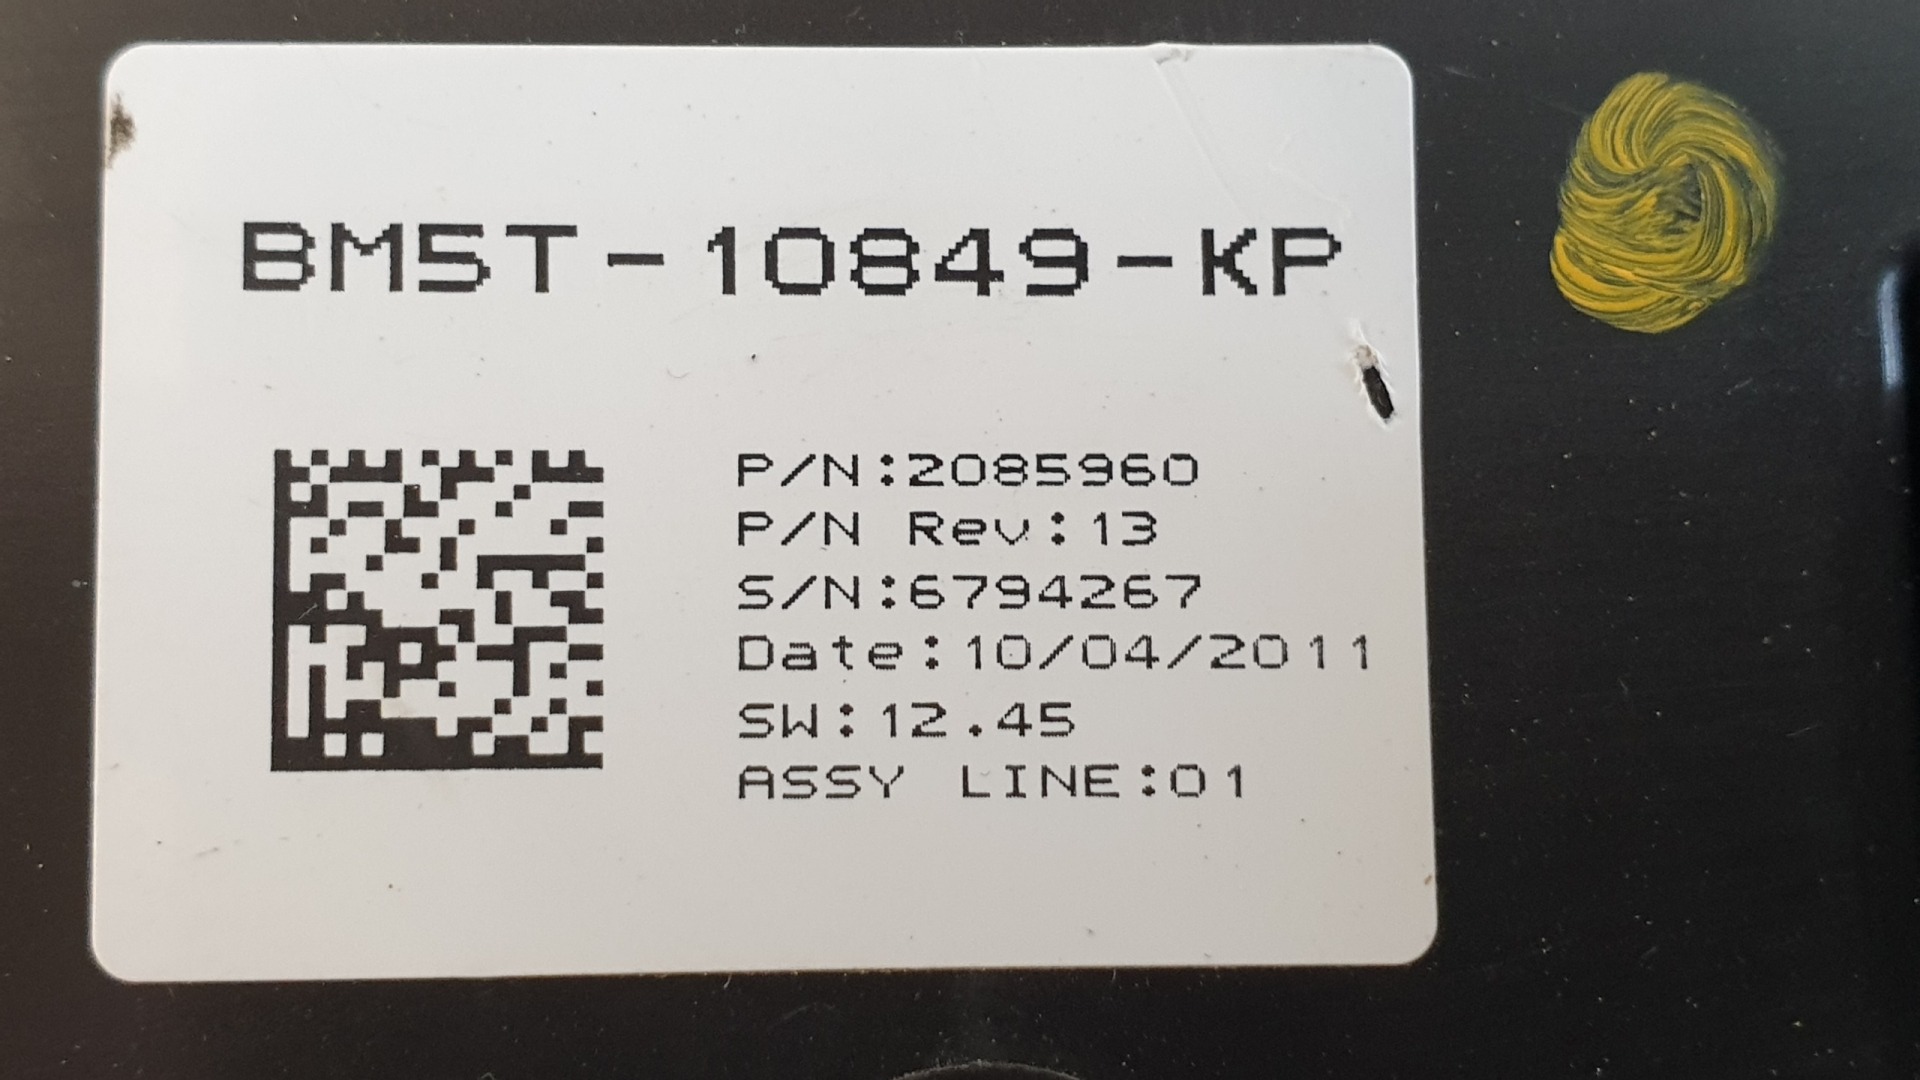 BM5T-10849-KP
P/N:2085960
P/N Rev:13
S/N:6794267
Date:10/04/2011
SW:12.45
ASSY LINE:01